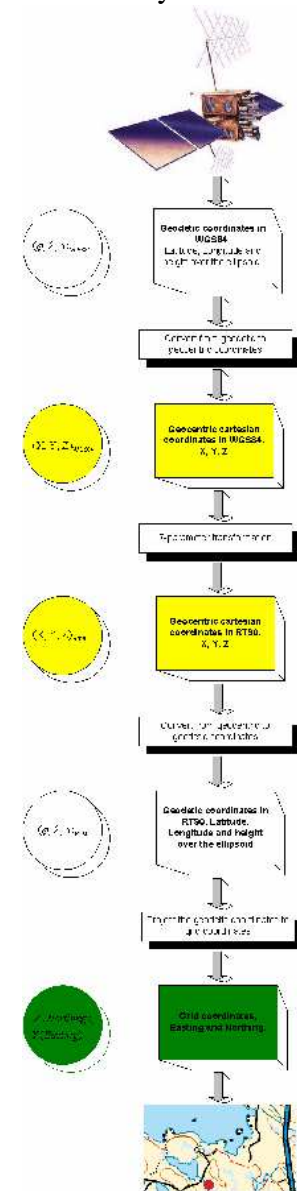 Geodetic coordinates in
WGS84
Latitude, Longitude and
height over the ellipsoid
Convert from geodetic to
geocentric coordinates
Geocentric cartesian
coordinates in WGS84.
X, Y, Z
7-parameter transformation
Geocentric cartesian
coordinates in RT90.
X, Y, Z
Convert from geocentric to
geodetic coordinates
Geodetic coordinates in
RT90. Latitude,
Longitude and height
over the ellipsoid
Project the geodetic coordinates to
grid coordinates
Grid coordinates,
Easting and Northing.